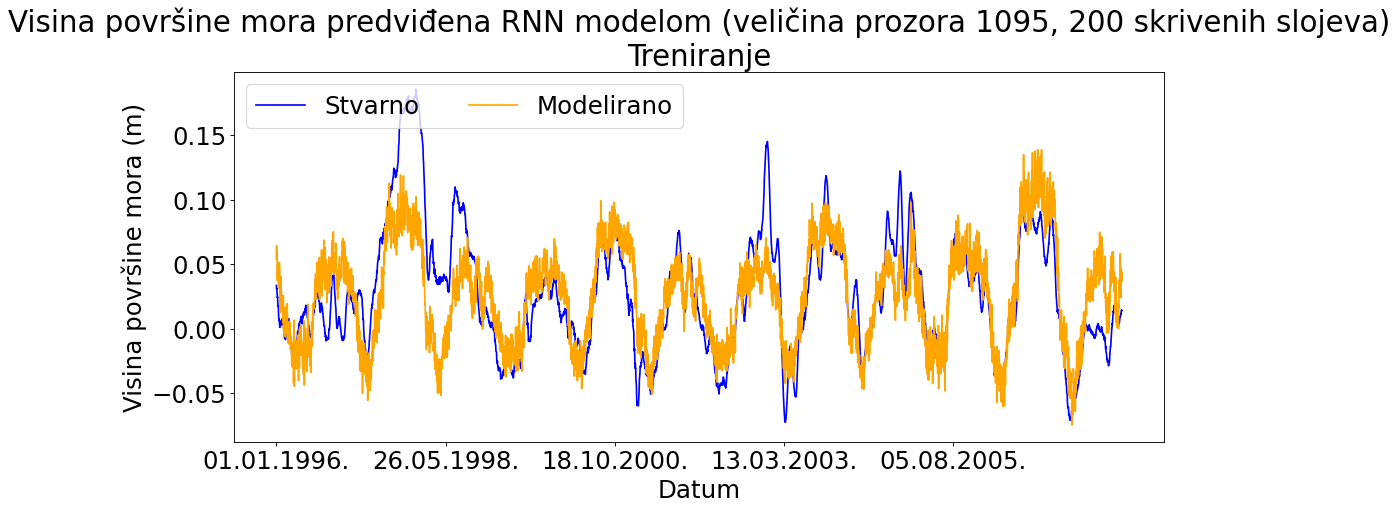 Visina površine mora predviđena RNN modelom (veličina prozora 1095, 200 skrivenih slojeva)
Treniranje
Stvarno
Modelirano
Visina površine mora (m)
0.15
0.10
0.05
0.00
−0.05
01.01.1996.
26.05.1998.
18.10.2000.
13.03.2003.
05.08.2005.
Datum